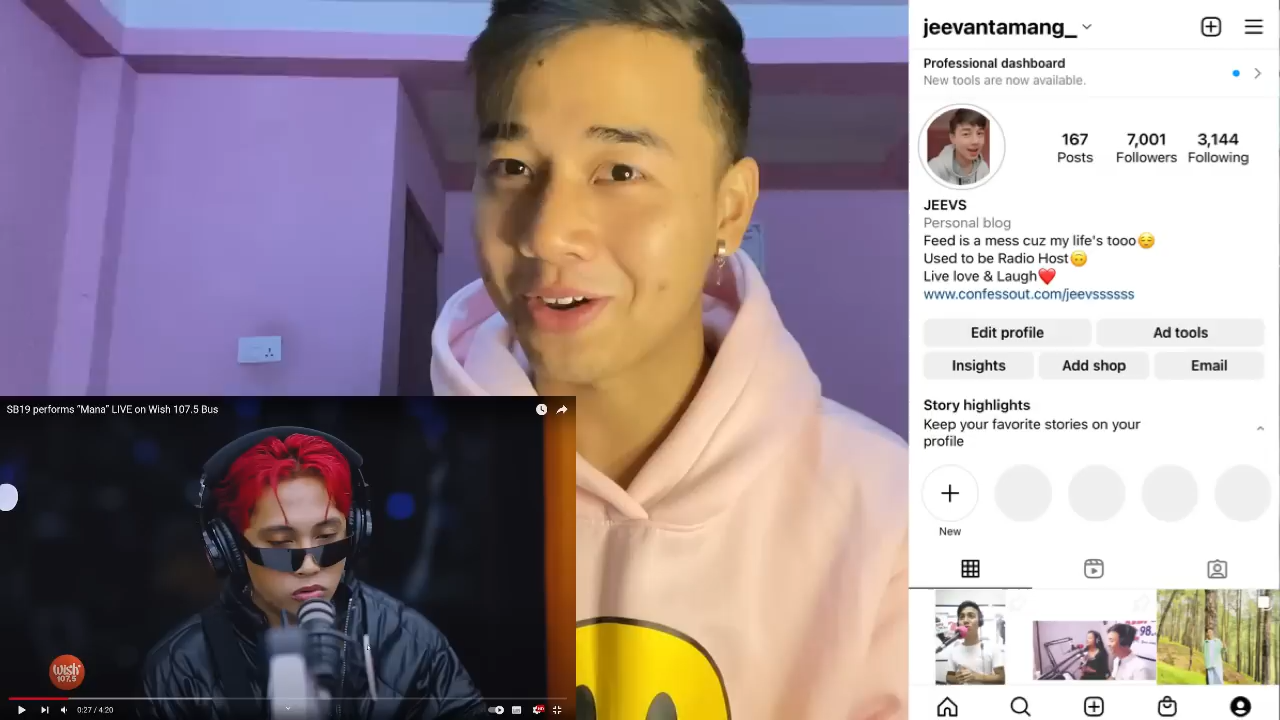 jeevantamang_
Professional dashboard
New tools are now available.
167
7,001
3,144
Posts
Followers
Following
JEEVS
Personal blog
Feed is a mess cuz my life's tooo😌
Used to be Radio Host🙃
Live love & Laugh❤️
www.confessout.com/jeevssssss
Edit profile
Ad tools
Insights
Add shop
Email
Story highlights
Keep your favorite stories on your
profile
New
98.
SB19 performs “Mana” LIVE on Wish 107.5 Bus
wish
107.5
0:27 / 4:20
HD